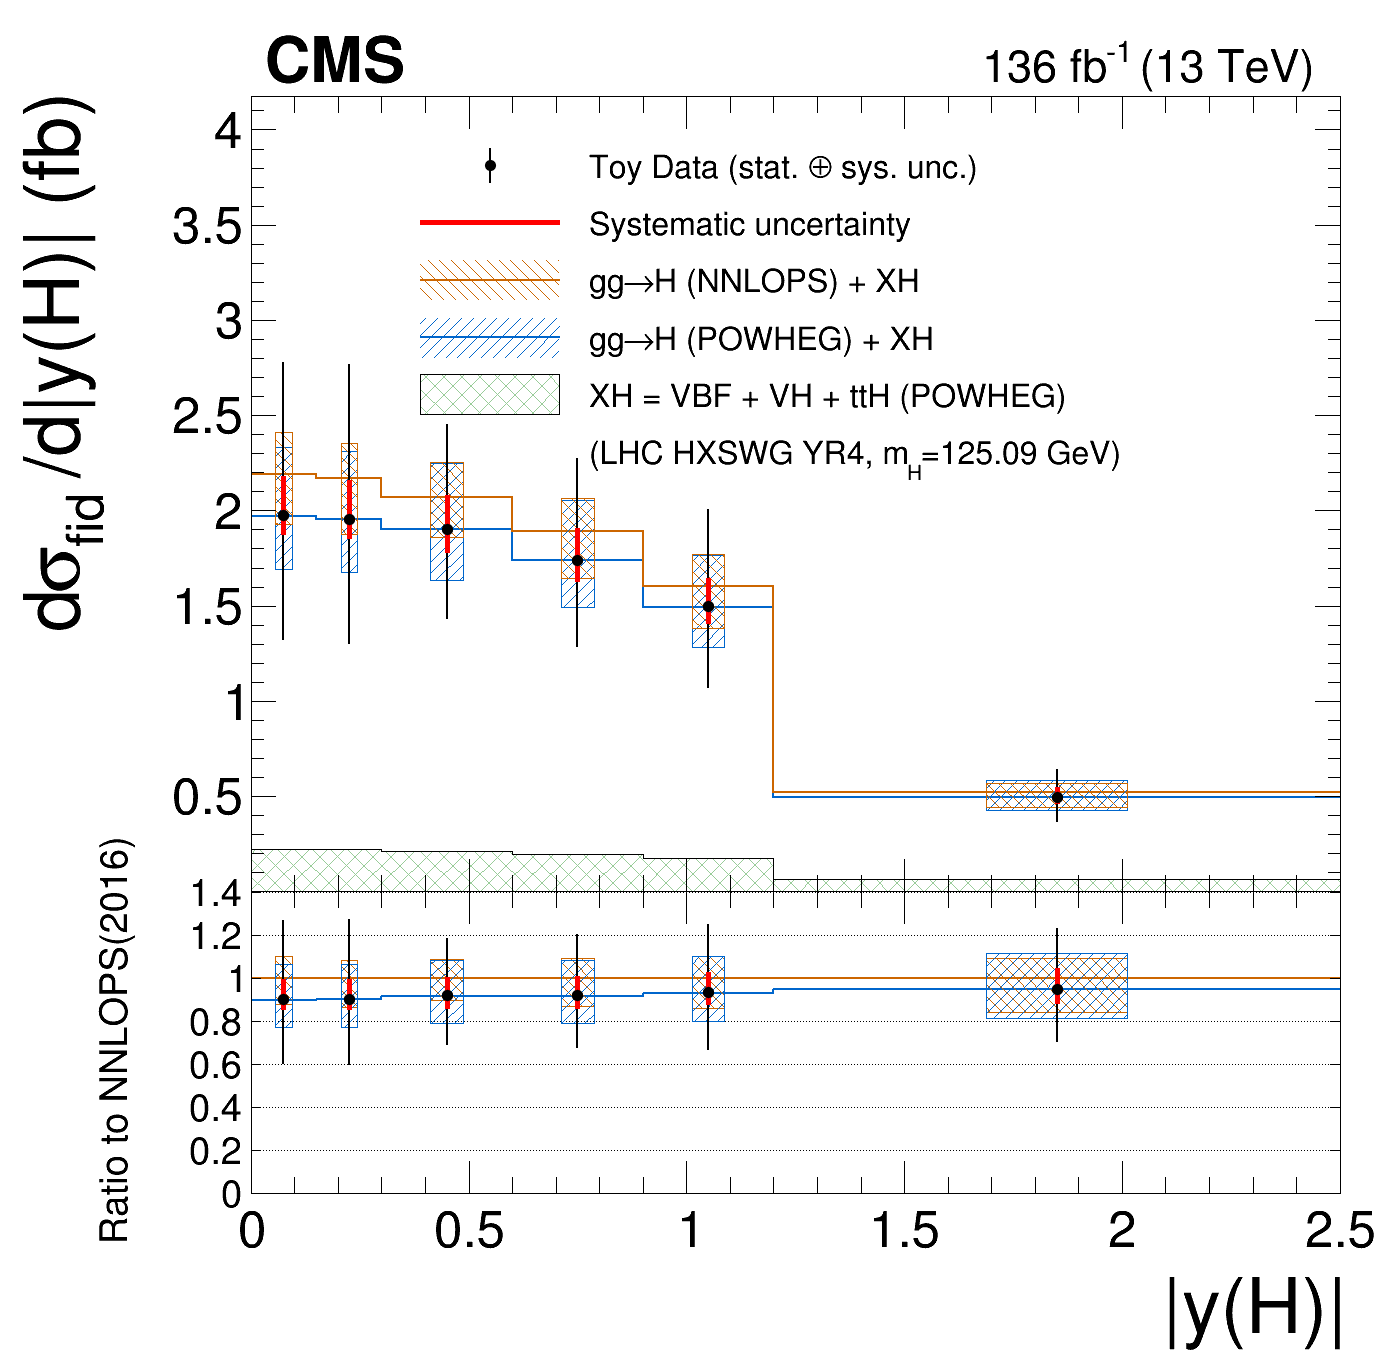 CMS
136 fb⁻¹ (13 TeV)
dσfid /d|y(H)| (fb)
4
3.5
3
2.5
2
1.5
1
0.5
Toy Data (stat. ⊕ sys. unc.)
Systematic uncertainty
gg→H (NNLOPS) + XH
gg→H (POWHEG) + XH
XH = VBF + VH + ttH (POWHEG)
(LHC HXSWG YR4, mH=125.09 GeV)
Ratio to NNLOPS(2016)
1.4
1.2
1
0.8
0.6
0.4
0.2
0
0 0.5 1 1.5 2 2.5
|y(H)|